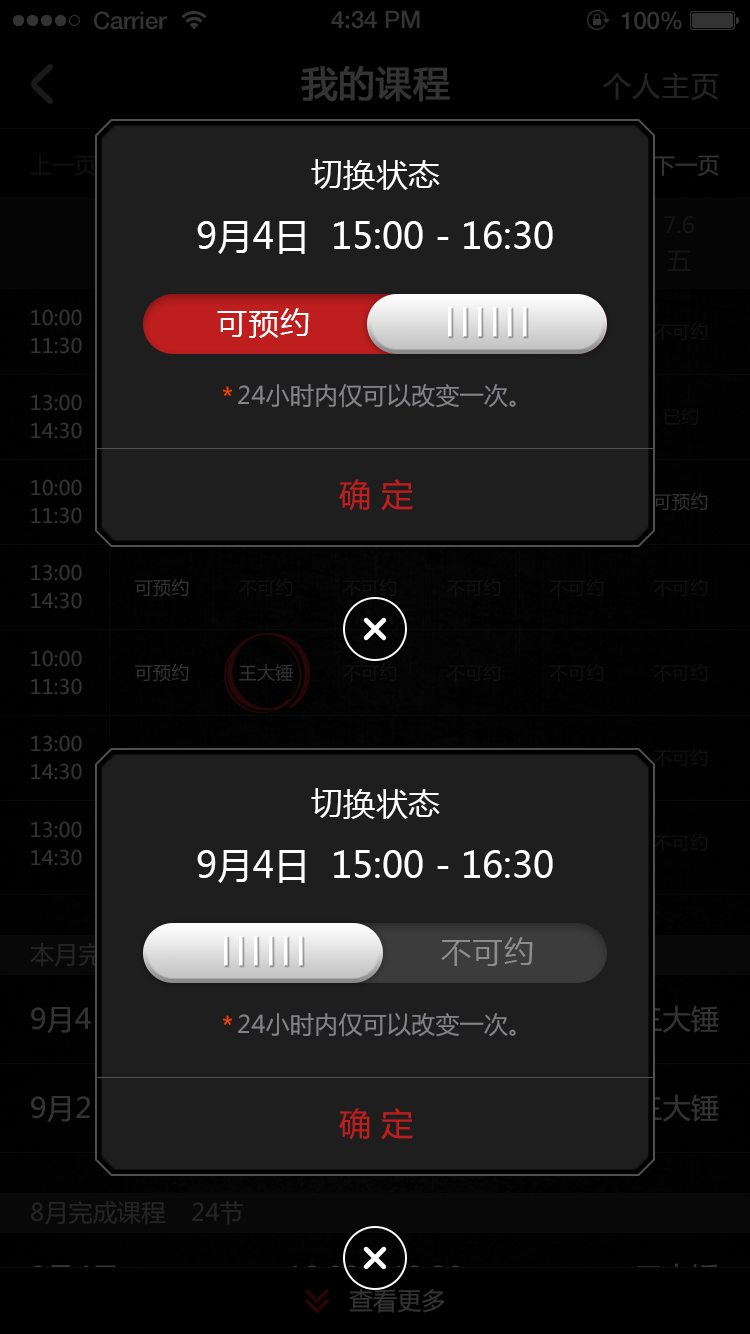 Carrier 4:34 PM 100%
我的课程 个人主页
上一页 下一页
切换状态
9月4日 15:00 - 16:30
可预约
*24小时内仅可以改变一次。
确 定
7.6
五
10:00
11:30 不可约
13:00
14:30 已约
10:00
11:30 可预约
13:00
14:30 可预约 不可约 不可约 不可约 不可约 不可约
10:00
11:30 可预约 王大锤 不可约 不可约 不可约 不可约
13:00
14:30 不可约
13:00
14:30 不可约
切换状态
9月4日 15:00 - 16:30
不可约
*24小时内仅可以改变一次。
确 定
本月完
9月4 王大锤
9月2 王大锤
8月完成课程 24节
查看更多